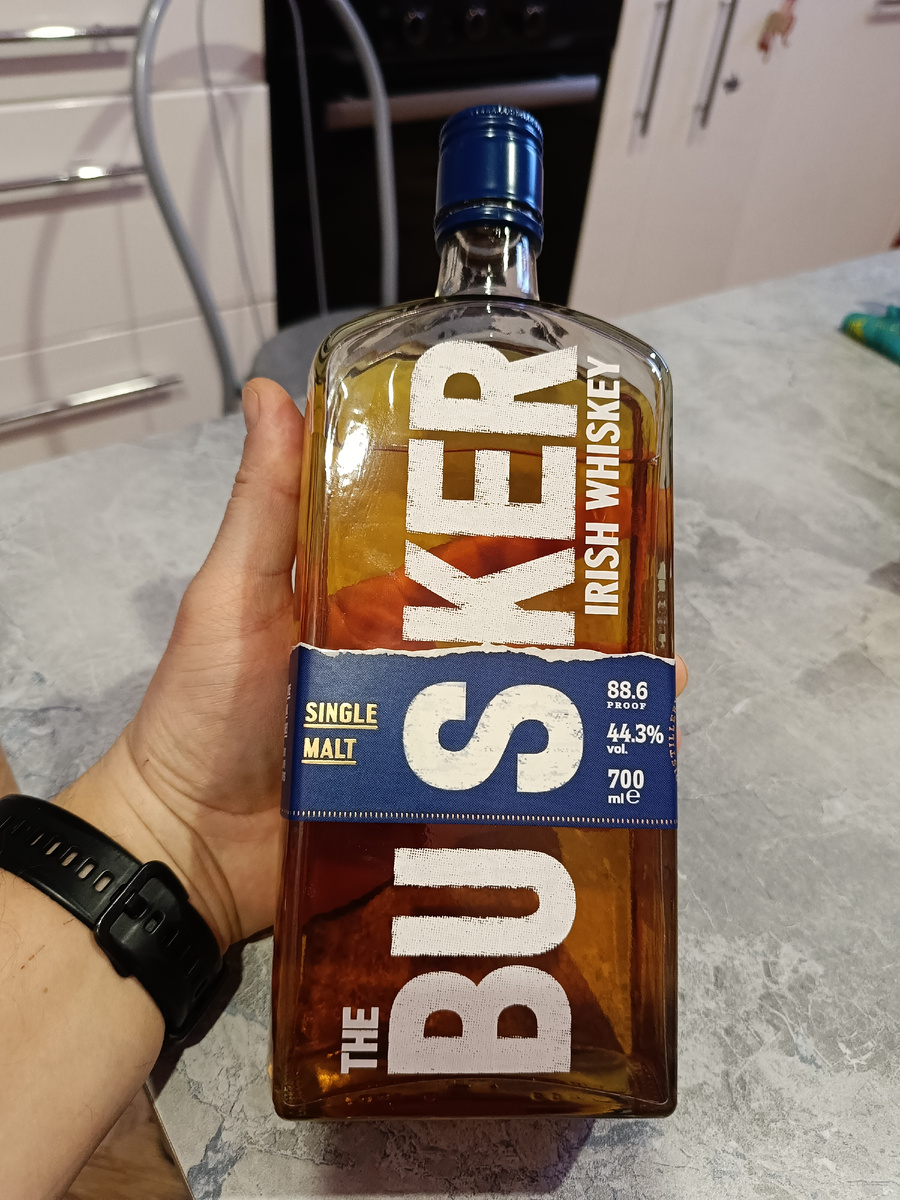 THE
BUSKER
IRISH WHISKEY
SINGLE
MALT
88.6
PROOF
44.3%
vol.
700
ml e